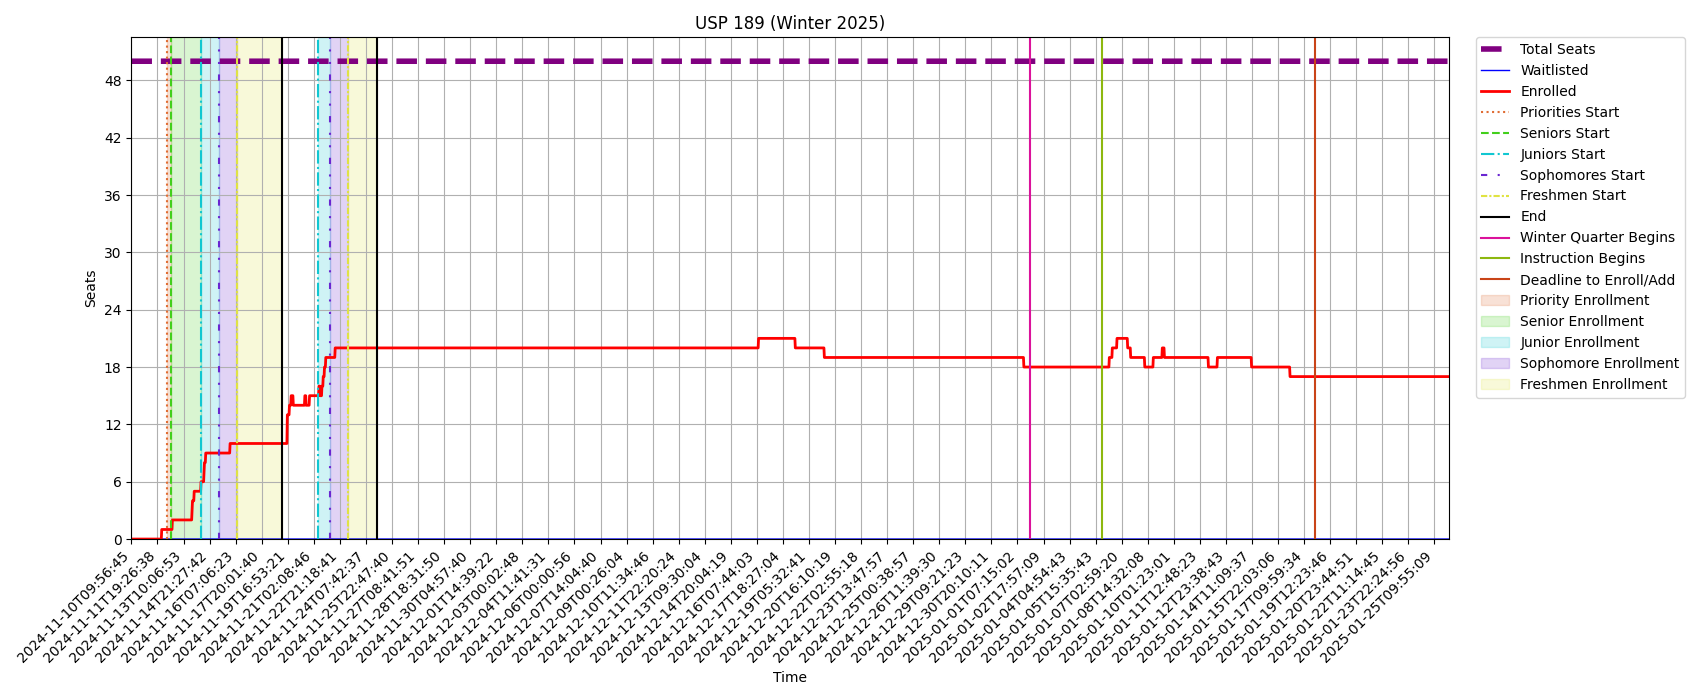 USP 189 (Winter 2025)
Seats
48
42
36
30
24
18
12
6
0
2024-11-10T09:56:45
2024-11-11T19:26:38
2024-11-13T10:06:53
2024-11-14T21:27:42
2024-11-16T07:06:23
2024-11-17T20:01:40
2024-11-19T16:53:21
2024-11-21T02:08:46
2024-11-22T21:18:41
2024-11-24T07:42:37
2024-11-25T22:47:40
2024-11-28T08:41:51
2024-11-28T18:31:50
2024-11-30T04:57:40
2024-12-01T14:39:22
2024-12-03T00:02:48
2024-12-04T11:41:31
2024-12-06T00:00:56
2024-12-07T14:04:40
2024-12-09T00:26:04
2024-12-10T11:34:46
2024-12-11T22:20:24
2024-12-13T09:30:04
2024-12-14T20:04:19
2024-12-16T07:44:03
2024-12-17T18:27:04
2024-12-19T05:32:41
2024-12-20T16:10:19
2024-12-22T02:55:18
2024-12-23T13:47:57
2024-12-25T00:38:57
2024-12-26T11:39:30
2024-12-29T09:21:23
2024-12-30T20:10:11
2025-01-01T07:15:02
2025-01-02T17:57:09
2025-01-04T04:54:43
2025-01-05T15:35:43
2025-01-07T02:59:20
2025-01-08T14:32:08
2025-01-10T01:23:01
2025-01-11T12:48:23
2025-01-12T23:38:43
2025-01-14T11:09:37
2025-01-15T22:03:06
2025-01-17T09:59:34
2025-01-19T12:23:46
2025-01-20T23:44:51
2025-01-22T11:14:45
2025-01-23T22:24:56
2025-01-25T09:55:09
Time
Total Seats
Waitlisted
Enrolled
Priorities Start
Seniors Start
Juniors Start
Sophomores Start
Freshmen Start
End
Winter Quarter Begins
Instruction Begins
Deadline to Enroll/Add
Priority Enrollment
Senior Enrollment
Junior Enrollment
Sophomore Enrollment
Freshmen Enrollment